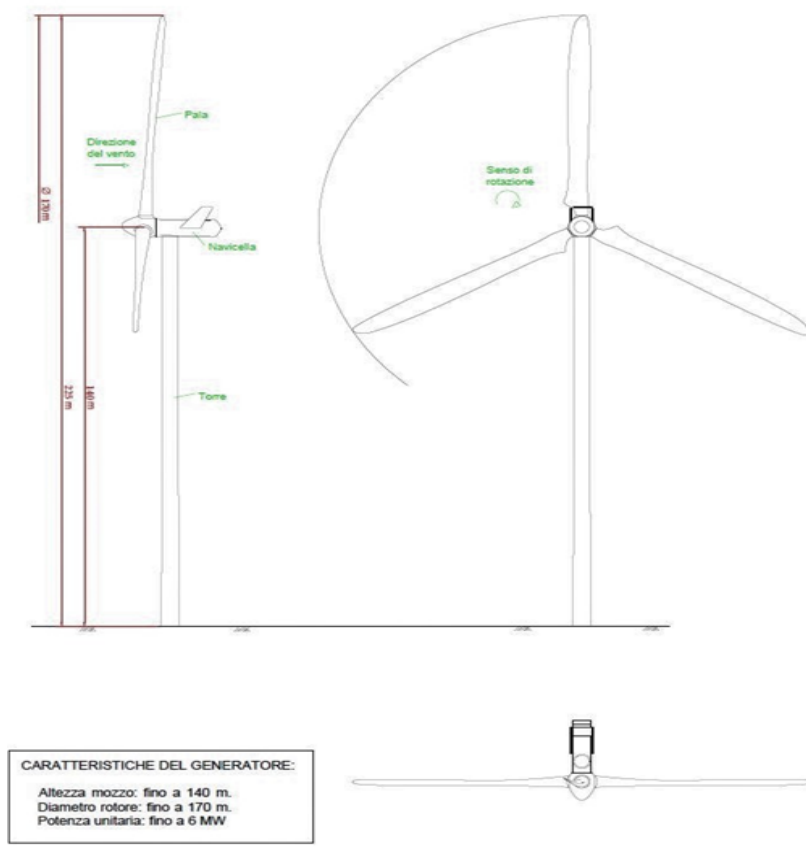 Pala
Direzione
del vento
Senso di
rotazione
Ø 170m
Navicella
225 m
140 m
Torre
CARATTERISTICHE DEL GENERATORE:
Altezza mozzo: fino a 140 m.
Diametro rotore: fino a 170 m.
Potenza unitaria: fino a 6 MW